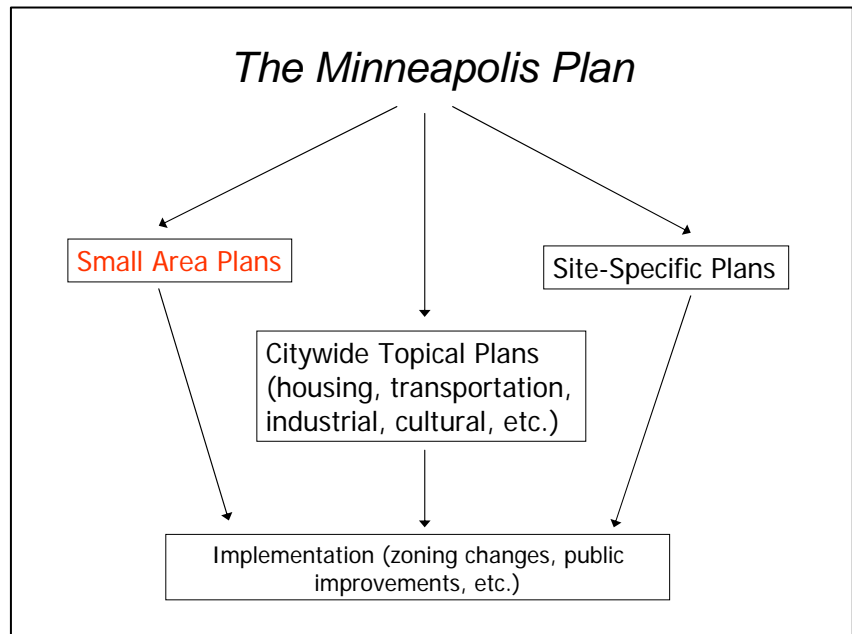 The Minneapolis Plan
Small Area Plans
Site-Specific Plans
Citywide Topical Plans
(housing, transportation,
industrial, cultural, etc.)
Implementation (zoning changes, public
improvements, etc.)